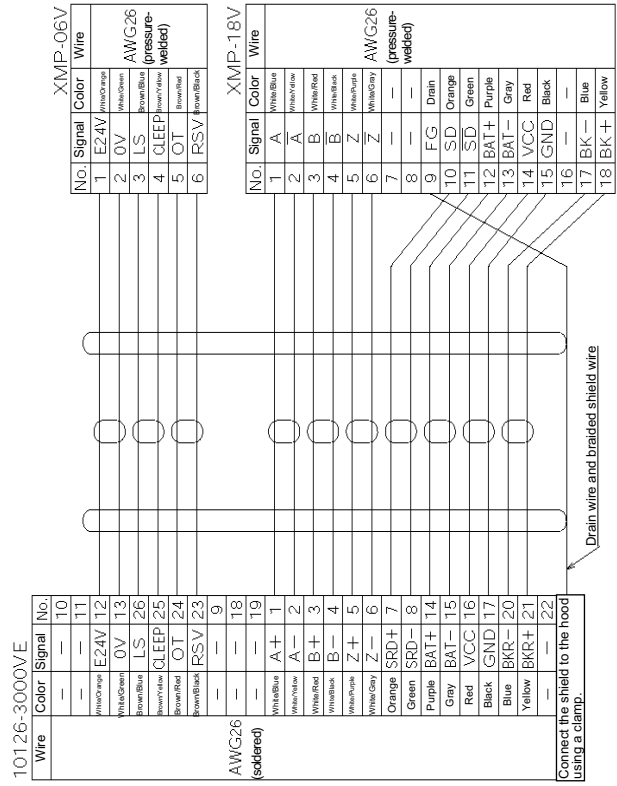 10126-3000VE
Wire Color Signal No.
AWG26
(soldered)
— — 10
— — 11
White/Orange E24V 12
White/Green 0V 13
Brown/Blue LS 26
Brown/Yellow CLEEP 25
Brown/Red OT 24
Brown/Black RSV 23
— — 9
— — 18
— — 19
White/Blue A+ 1
White/Yellow A− 2
White/Red B+ 3
White/Black B− 4
White/Purple Z+ 5
White/Gray Z− 6
Orange SRD+ 7
Green SRD− 8
Purple BAT+ 14
Gray BAT− 15
Red VCC 16
Black GND 17
Blue BKR− 20
Yellow BKR+ 21
— — 22
Connect the shield to the hood
using a clamp.
Drain wire and braided shield wire
XMP-06V
No. Signal Color Wire
AWG26
(pressure-
welded)
1 E24V White/Orange
2 0V White/Green
3 LS Brown/Blue
4 CLEEP Brown/Yellow
5 OT Brown/Red
6 RSV Brown/Black
XMP-18V
No. Signal Color Wire
AWG26
(pressure-
welded)
1 A White/Blue
2 A̅ White/Yellow
3 B White/Red
4 B̅ White/Black
5 Z White/Purple
6 Z̅ White/Gray
7 — —
8 — —
9 FG Drain
10 SD Orange
11 S̅D̅ Green
12 BAT+ Purple
13 BAT− Gray
14 VCC Red
15 GND Black
16 — —
17 BK− Blue
18 BK+ Yellow